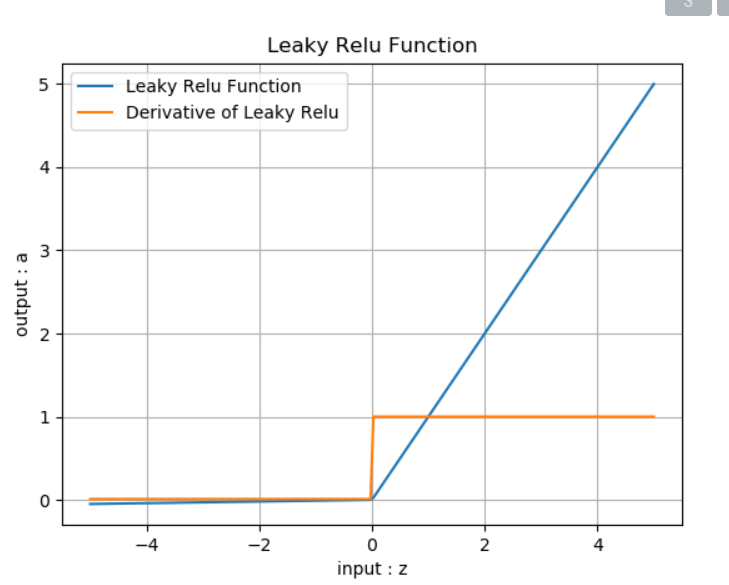 S
Leaky Relu Function
Leaky Relu Function
Derivative of Leaky Relu
5
4
3
2
1
0
output : a
−4 −2 0 2 4
input : z